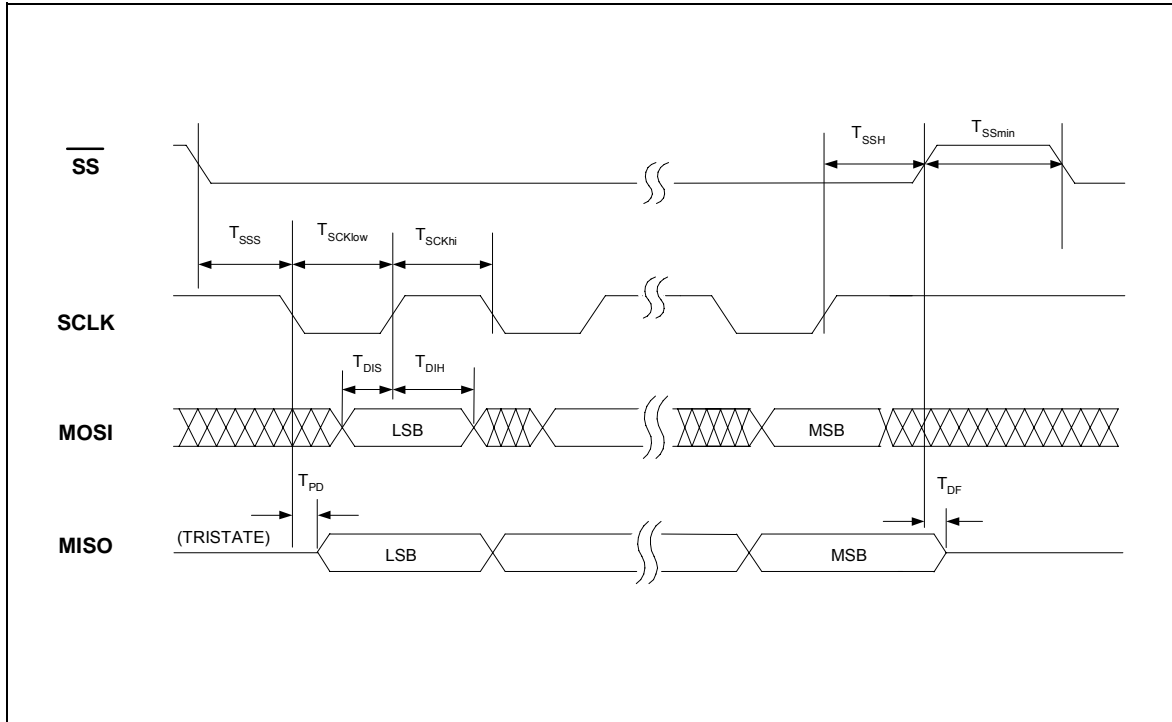 T_SSH T_SSmin
SS
T_SSS T_SCKlow T_SCKhi
SCLK
T_DIS T_DIH
MOSI LSB MSB
T_PD T_DF
MISO (TRISTATE) LSB MSB